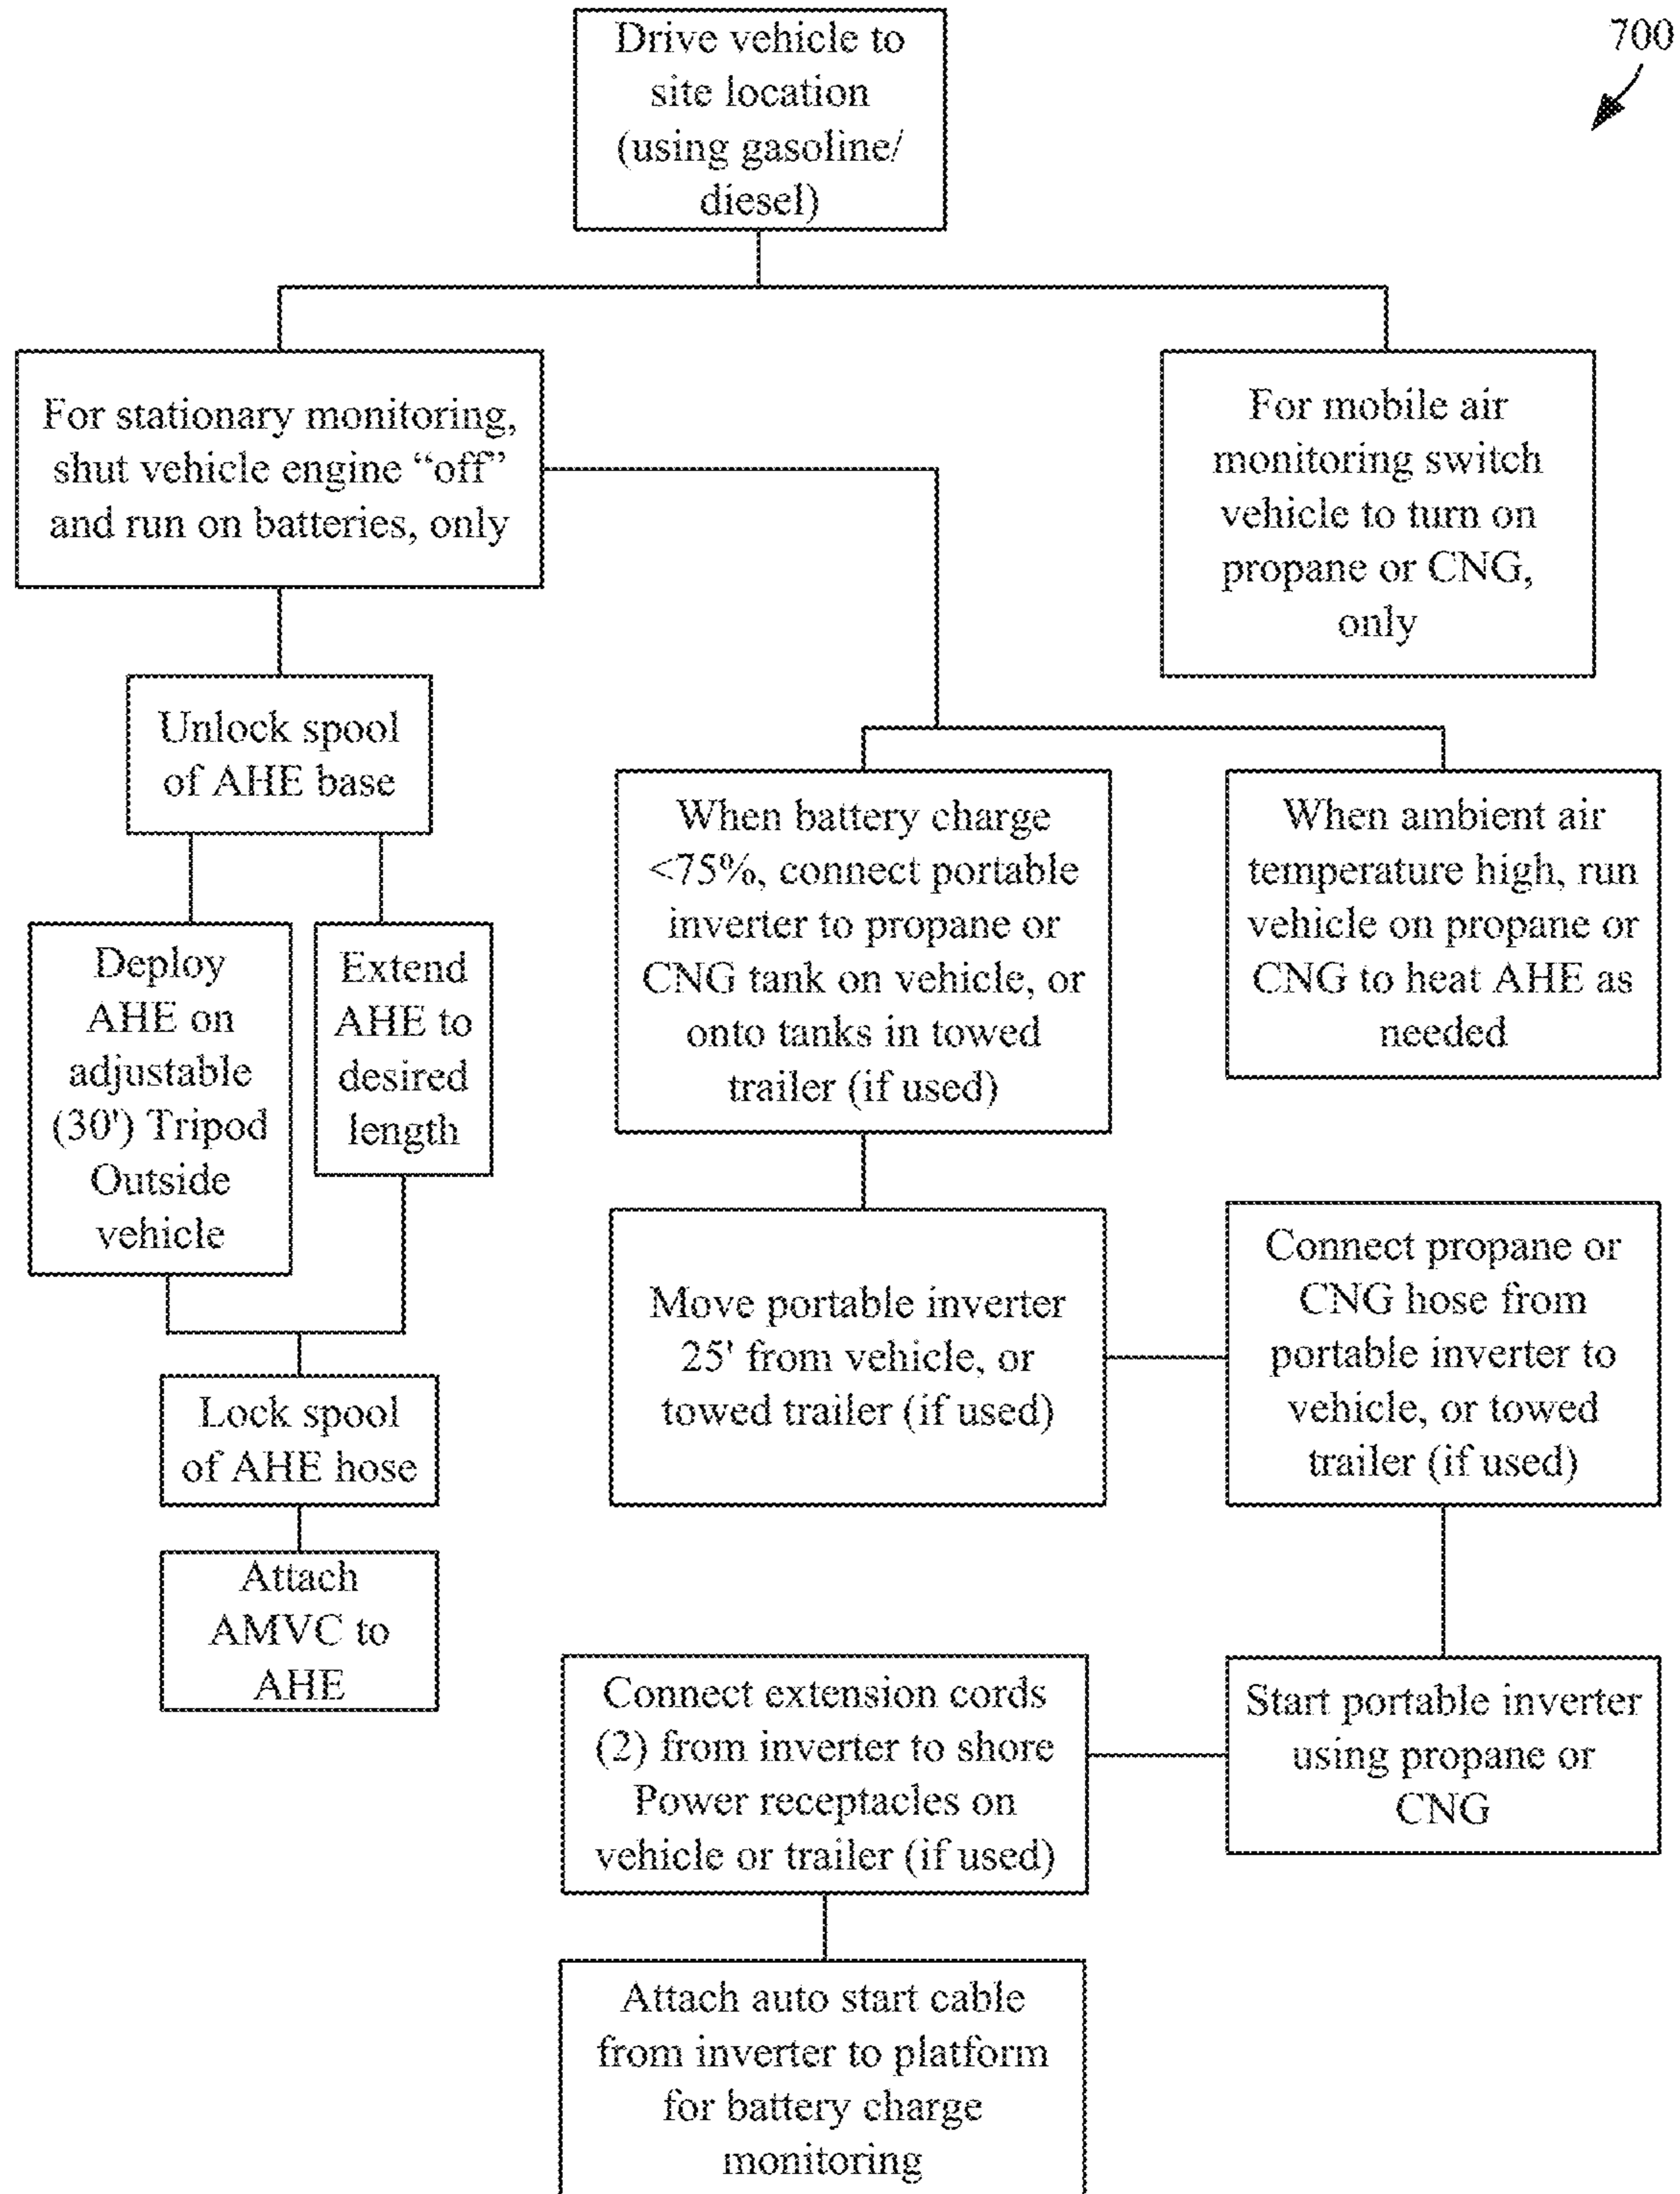 700
Drive vehicle to
site location
(using gasoline/
diesel)
For stationary monitoring,
shut vehicle engine “off”
and run on batteries, only
For mobile air
monitoring switch
vehicle to turn on
propane or CNG,
only
Unlock spool
of AHE base
When battery charge
<75%, connect portable
inverter to propane or
CNG tank on vehicle, or
onto tanks in towed
trailer (if used)
When ambient air
temperature high, run
vehicle on propane or
CNG to heat AHE as
needed
Deploy
AHE on
adjustable
(30') Tripod
Outside
vehicle
Extend
AHE to
desired
length
Move portable inverter
25' from vehicle, or
towed trailer (if used)
Connect propane or
CNG hose from
portable inverter to
vehicle, or towed
trailer (if used)
Lock spool
of AHE hose
Attach
AMVC to
AHE
Connect extension cords
(2) from inverter to shore
Power receptacles on
vehicle or trailer (if used)
Start portable inverter
using propane or
CNG
Attach auto start cable
from inverter to platform
for battery charge
monitoring